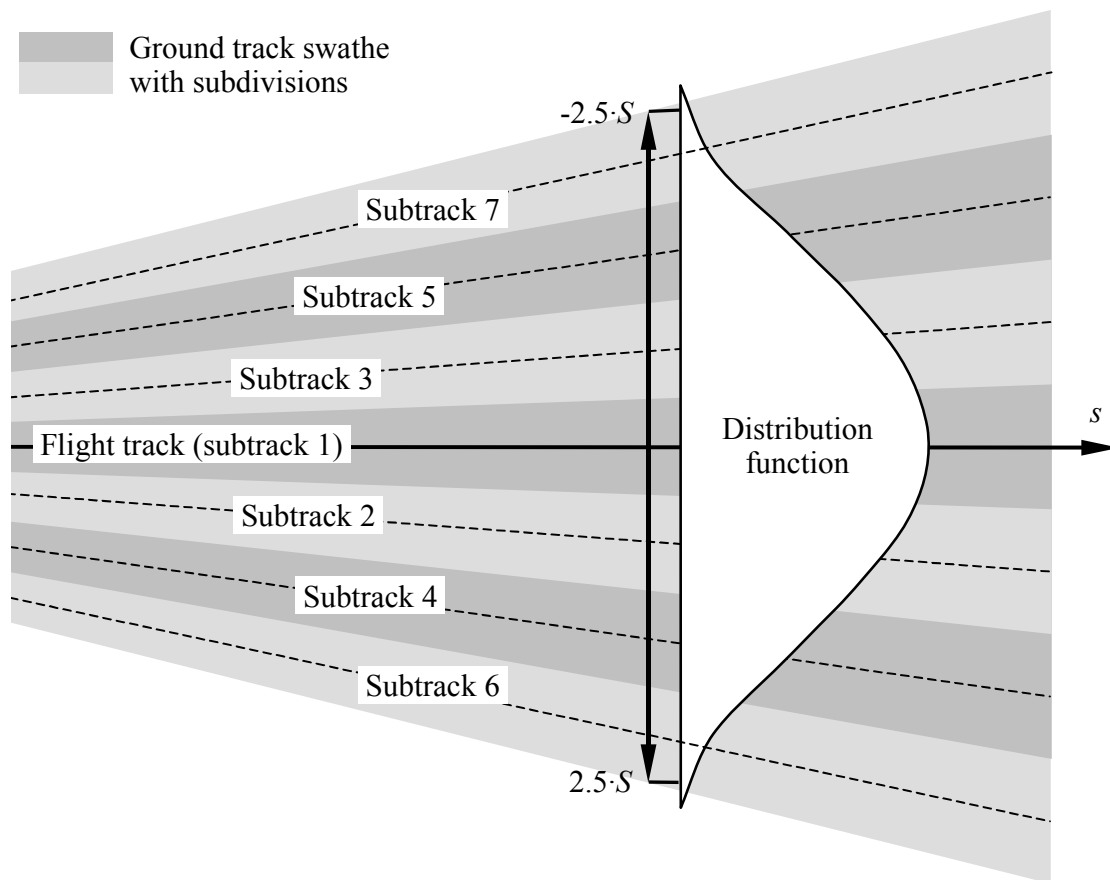 Ground track swathe
with subdivisions
-2.5·S
Subtrack 7
Subtrack 5
Subtrack 3
s
Flight track (subtrack 1)
Distribution
function
Subtrack 2
Subtrack 4
Subtrack 6
2.5·S